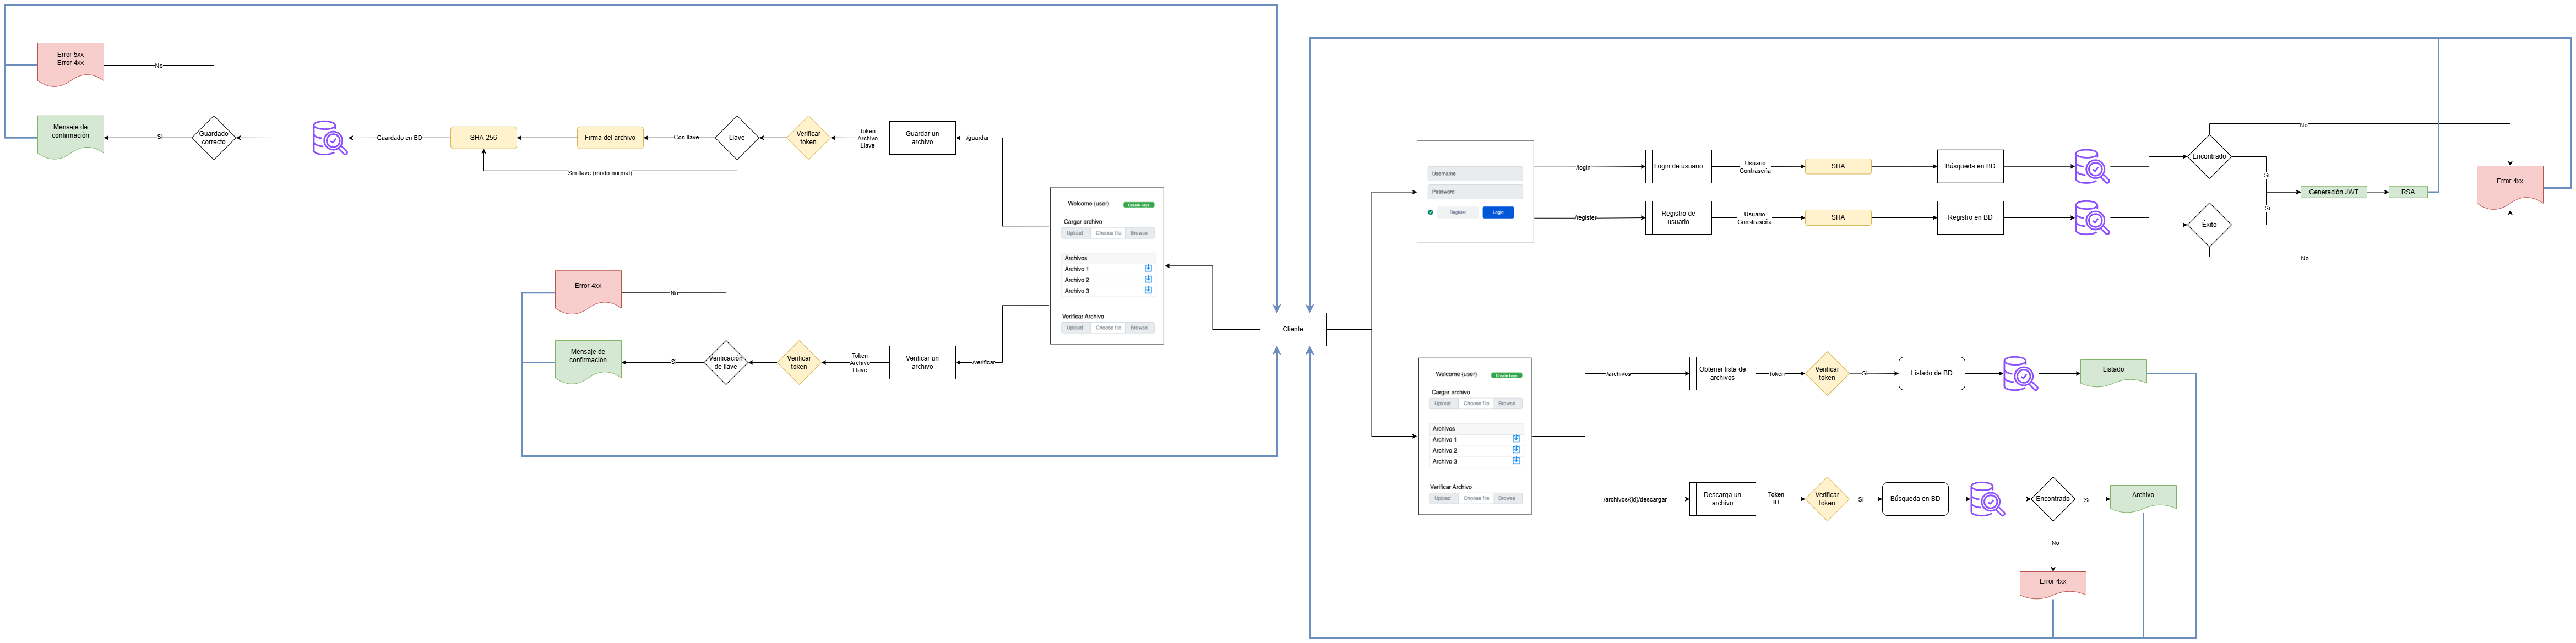 Error 5xx
Error 4xx
No
Mensaje de
confirmación
Si
Guardado
correcto
Guardado en BD
SHA-256
Firma del archivo
Con llave
Llave
Verificar
token
Token
Archivo
Llave
Guardar un
archivo
/guardar
Sin llave (modo normal)
Welcome {user}
Create keys
Cargar archivo
Upload
Choose file
Browse
Archivos
Archivo 1
Archivo 2
Archivo 3
Verificar Archivo
Upload
Choose file
Browse
Error 4xx
No
Mensaje de
confirmación
Si
Verificación
de llave
Verificar
token
Token
Archivo
Llave
Verificar un
archivo
/verificar
Cliente
Username
Password
Register
Login
/login
Login de usuario
Usuario
Contraseña
SHA
Búsqueda en BD
Encontrado
No
Si
/register
Registro de
usuario
Usuario
Constraseña
SHA
Registro en BD
Éxito
Si
No
Generación JWT
RSA
Error 4xx
Welcome {user}
Create keys
Cargar archivo
Upload
Choose file
Browse
Archivos
Archivo 1
Archivo 2
Archivo 3
Verificar Archivo
Upload
Choose file
Browse
/archivos
Obtener lista de
archivos
Token
Verificar
token
Si
Listado de BD
Listado
/archivos/{id}/descargar
Descarga un
archivo
Token
ID
Verificar
token
Si
Búsqueda en BD
Encontrado
Si
Archivo
No
Error 4xx